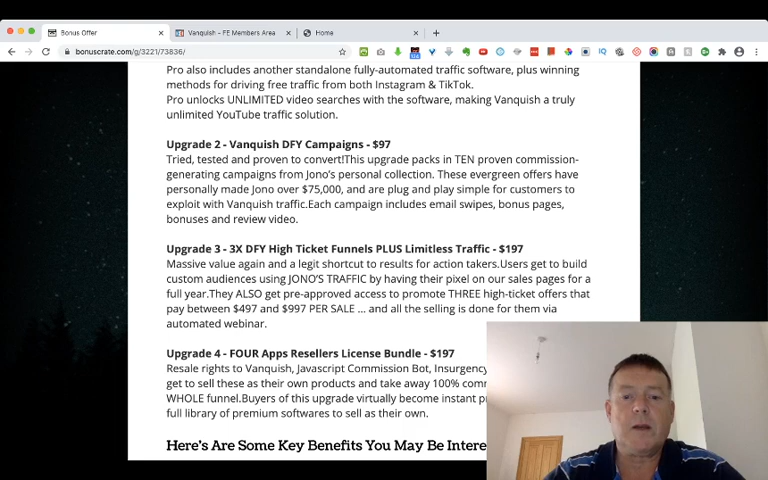 Bonus Offer
Vanquish – FE Members Area
Home
bonuscrate.com/g/3221/73836/
Pro also includes another standalone fully-automated traffic software, plus winning
methods for driving free traffic from both Instagram & TikTok.
Pro unlocks UNLIMITED video searches with the software, making Vanquish a truly
unlimited YouTube traffic solution.
Upgrade 2 - Vanquish DFY Campaigns - $97
Tried, tested and proven to convert!This upgrade packs in TEN proven commission-
generating campaigns from Jono's personal collection. These evergreen offers have
personally made Jono over $75,000, and are plug and play simple for customers to
exploit with Vanquish traffic.Each campaign includes email swipes, bonus pages,
bonuses and review video.
Upgrade 3 - 3X DFY High Ticket Funnels PLUS Limitless Traffic - $197
Massive value again and a legit shortcut to results for action takers.Users get to build
custom audiences using JONO'S TRAFFIC by having their pixel on our sales pages for a
full year.They ALSO get pre-approved access to promote THREE high-ticket offers that
pay between $497 and $997 PER SALE ... and all the selling is done for them via
automated webinar.
Upgrade 4 - FOUR Apps Resellers License Bundle - $197
Resale rights to Vanquish, Javascript Commission Bot, Insurgency
get to sell these as their own products and take away 100% com
WHOLE funnel.Buyers of this upgrade virtually become instant p
full library of premium softwares to sell as their own.
Here's Are Some Key Benefits You May Be Intere